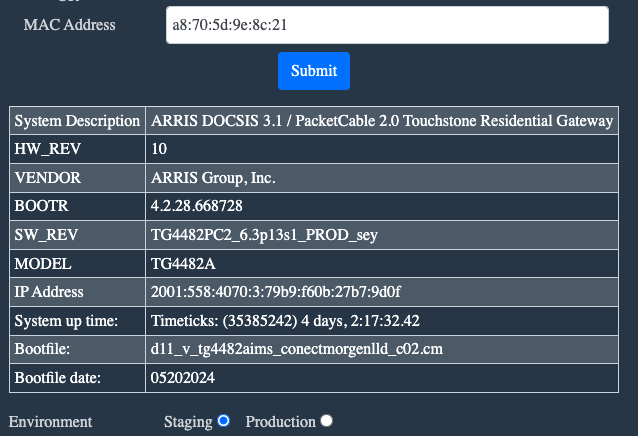 MAC Address a8:70:5d:9e:8c:21
Submit
System Description ARRIS DOCSIS 3.1 / PacketCable 2.0 Touchstone Residential Gateway
HW_REV 10
VENDOR ARRIS Group, Inc.
BOOTR 4.2.28.668728
SW_REV TG4482PC2_6.3p13s1_PROD_sey
MODEL TG4482A
IP Address 2001:558:4070:3:79b9:f60b:27b7:9d0f
System up time: Timeticks: (35385242) 4 days, 2:17:32.42
Bootfile: d11_v_tg4482aims_conectmorgenlld_c02.cm
Bootfile date: 05202024
Environment Staging Production